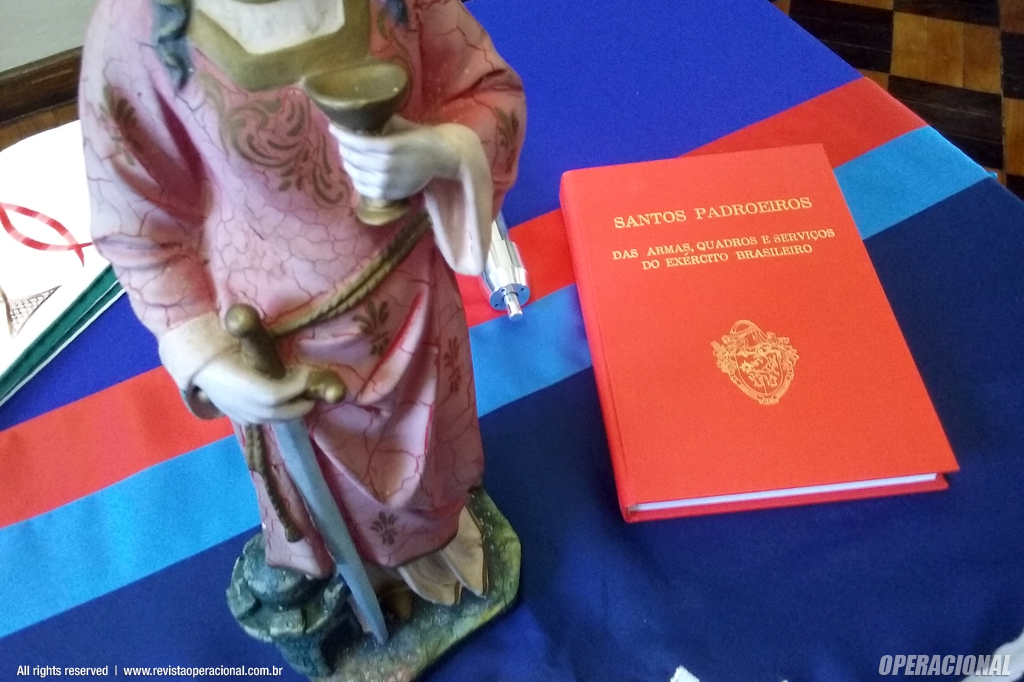 SANTOS PADROEIROS
DAS ARMAS, QUADROS E SERVIÇOS
DO EXÉRCITO BRASILEIRO
All rights reserved | www.revistaoperacional.com.br
OPERACIONAL